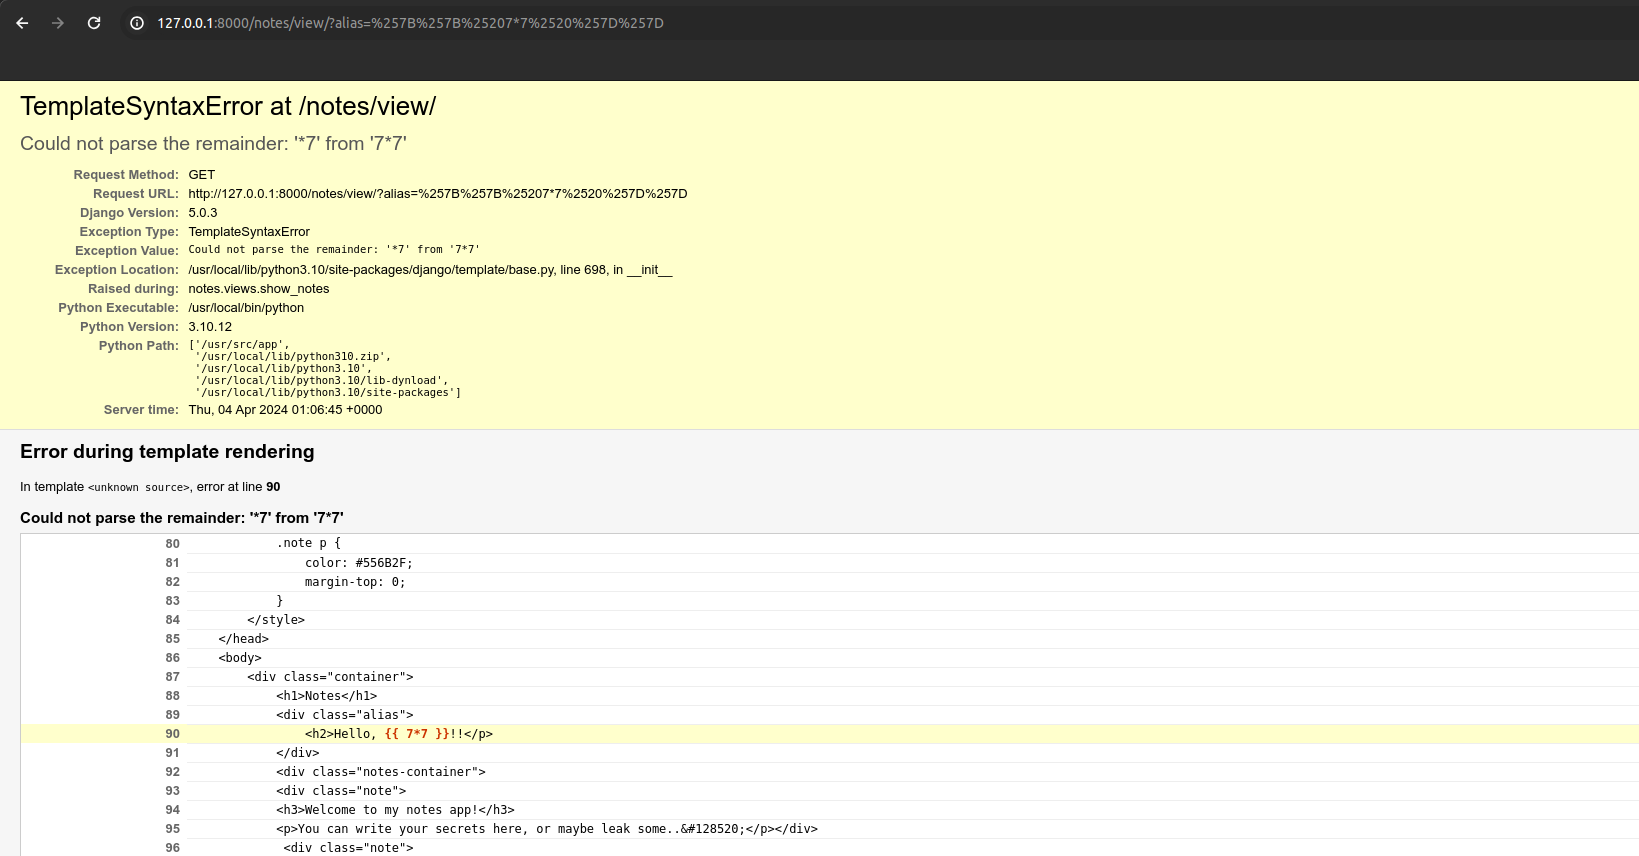 127.0.0.1:8000/notes/view/?alias=%257B%257B%25207*7%2520%257D%257D
TemplateSyntaxError at /notes/view/
Could not parse the remainder: '*7' from '7*7'
Request Method: GET
Request URL: http://127.0.0.1:8000/notes/view/?alias=%257B%257B%25207*7%2520%257D%257D
Django Version: 5.0.3
Exception Type: TemplateSyntaxError
Exception Value: Could not parse the remainder: '*7' from '7*7'
Exception Location: /usr/local/lib/python3.10/site-packages/django/template/base.py, line 698, in __init__
Raised during: notes.views.show_notes
Python Executable: /usr/local/bin/python
Python Version: 3.10.12
Python Path: ['/usr/src/app',
'/usr/local/lib/python310.zip',
'/usr/local/lib/python3.10',
'/usr/local/lib/python3.10/lib-dynload',
'/usr/local/lib/python3.10/site-packages']
Server time: Thu, 04 Apr 2024 01:06:45 +0000
Error during template rendering
In template <unknown source>, error at line 90
Could not parse the remainder: '*7' from '7*7'
80 .note p {
81 color: #556B2F;
82 margin-top: 0;
83 }
84 </style>
85 </head>
86 <body>
87 <div class="container">
88 <h1>Notes</h1>
89 <div class="alias">
90 <h2>Hello, {{ 7*7 }}!!</p>
91 </div>
92 <div class="notes-container">
93 <div class="note">
94 <h3>Welcome to my notes app!</h3>
95 <p>You can write your secrets here, or maybe leak some..&#128520;</p></div>
96 <div class="note">